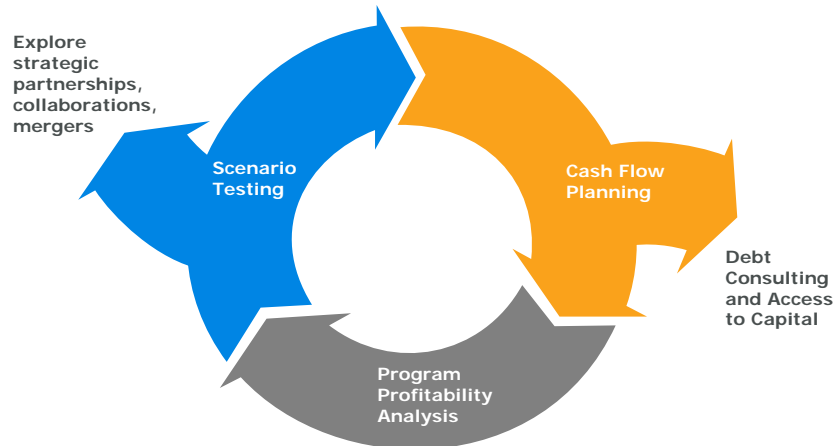 Explore
strategic
partnerships,
collaborations,
mergers
Scenario
Testing
Cash Flow
Planning
Debt
Consulting
and Access
to Capital
Program
Profitability
Analysis